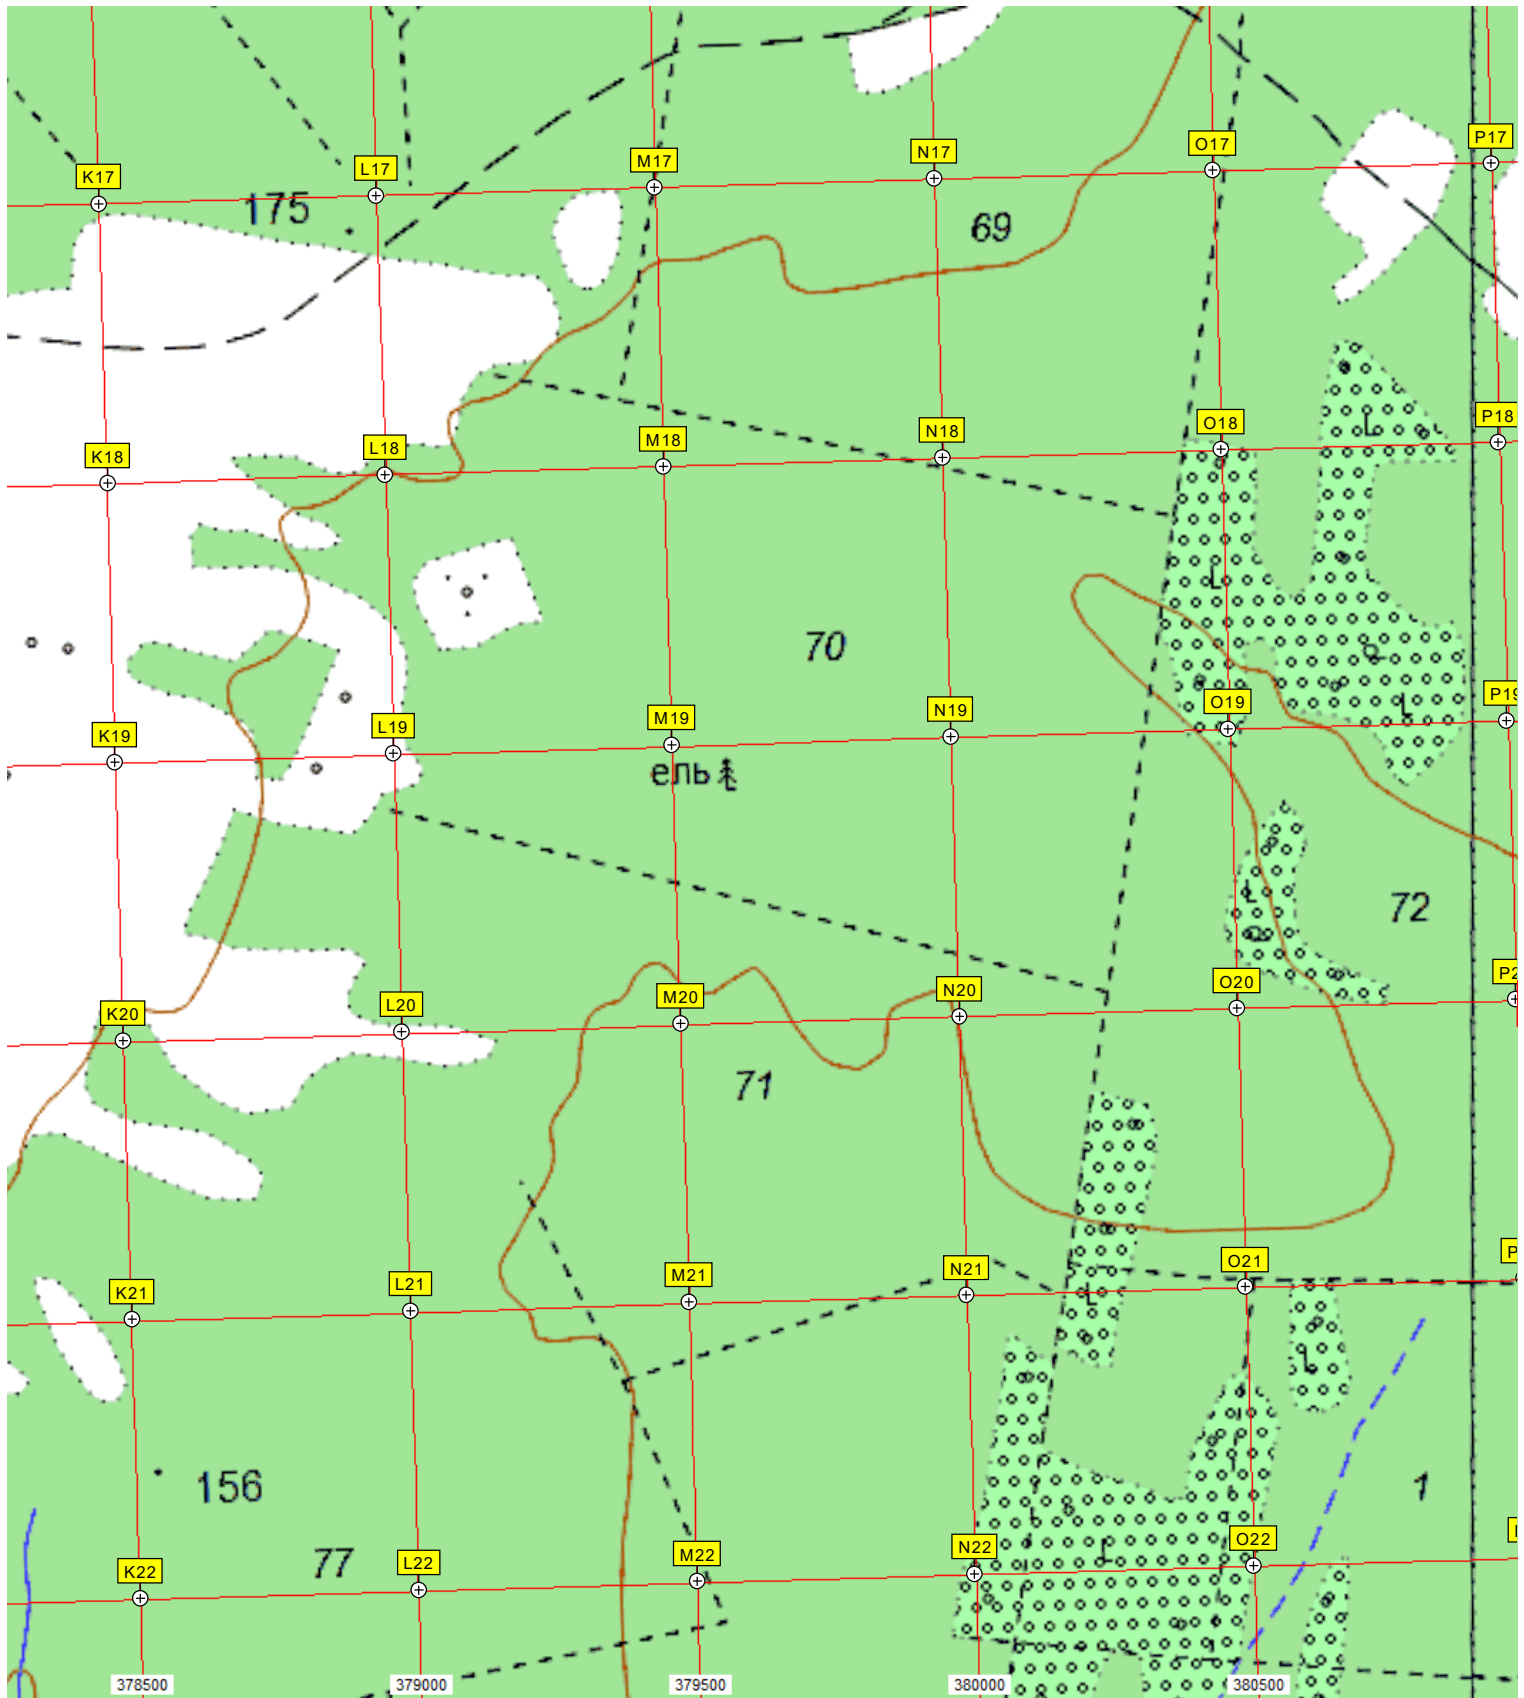 K17 L17 M17 N17 O17 P17
175
69
K18 L18 M18 N18 O18 P18
70
K19 L19 M19 N19 O19 P19
ель
72
K20 L20 M20 N20 O20 P2
71
K21 L21 M21 N21 O21 P
156
1
77
K22 L22 M22 N22 O22
378500 379000 379500 380000 380500